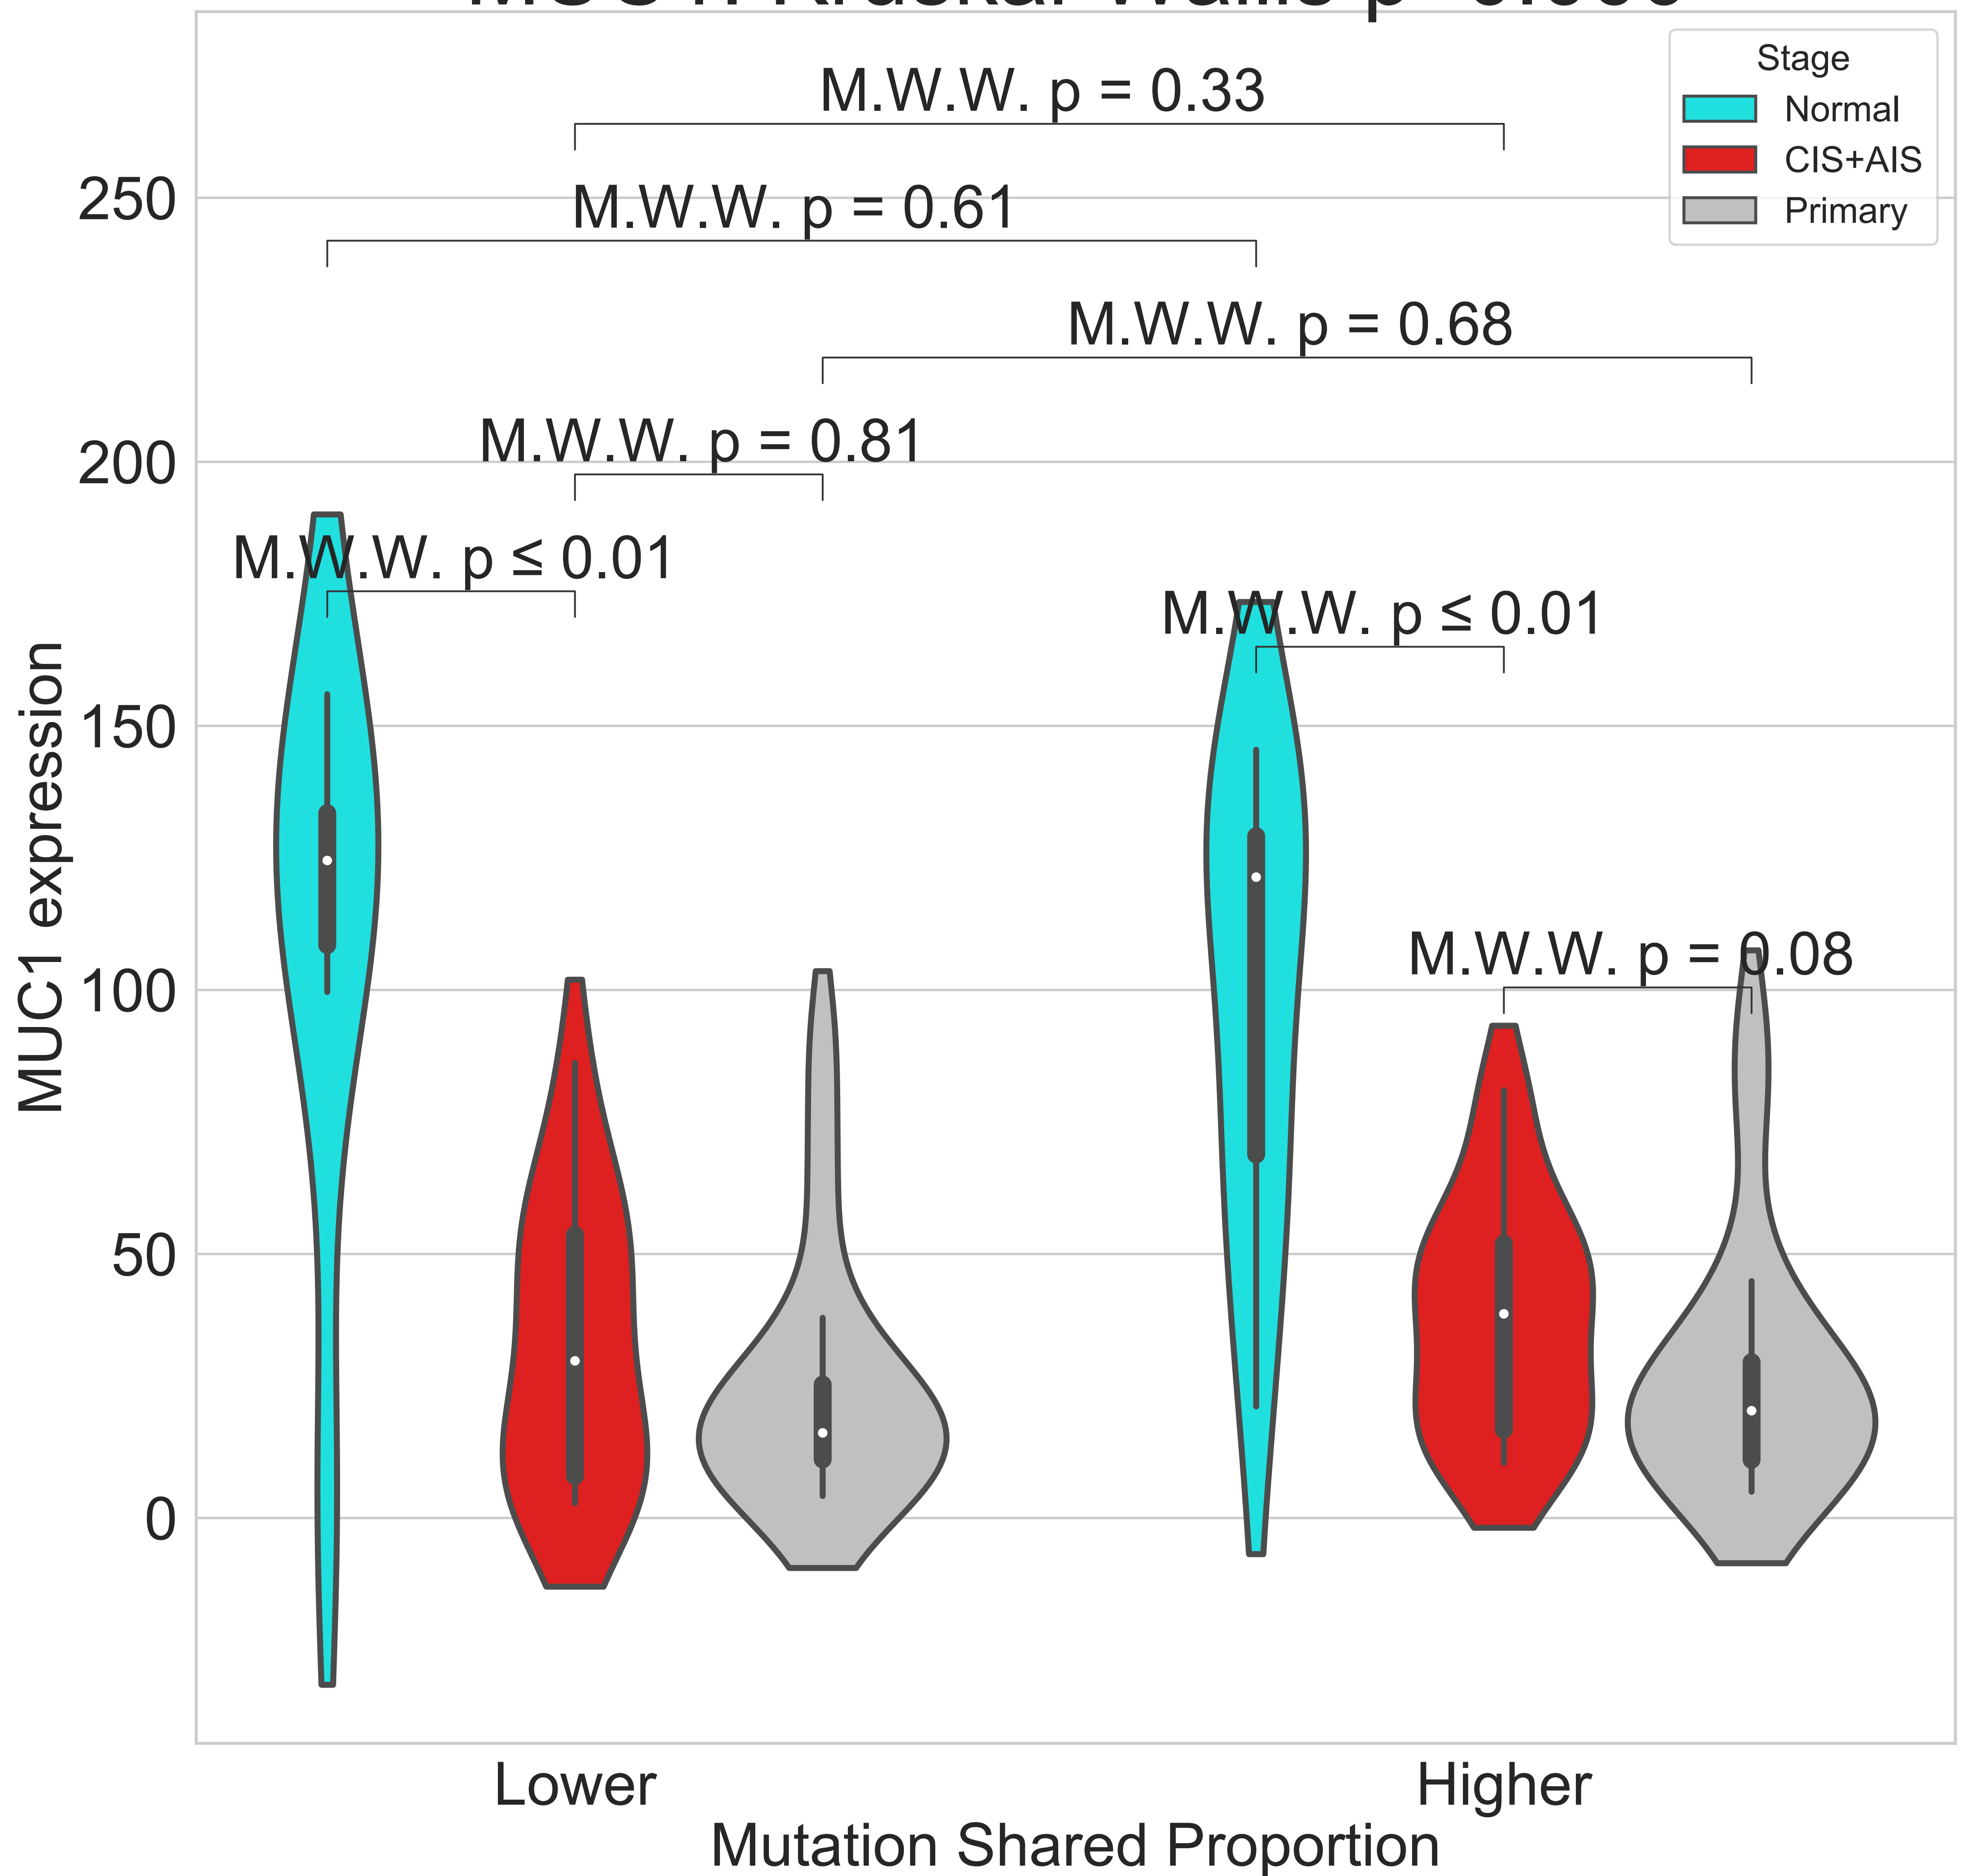 Stage
Normal
CIS+AIS
Primary
M.W.W. p = 0.33
M.W.W. p = 0.61
M.W.W. p = 0.68
M.W.W. p = 0.81
M.W.W. p ≤ 0.01
M.W.W. p ≤ 0.01
M.W.W. p = 0.08
250
200
150
100
50
0
MUC1 expression
Lower
Higher
Mutation Shared Proportion